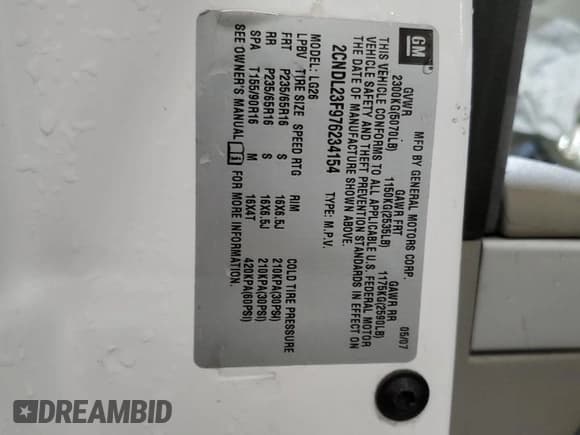 GM
MFD BY GENERAL MOTORS CORP. 05/07
GVWR GAWR FRT GAWR RR
2300KG(5070LB) 1150KG(2535LB) 1175KG(2590LB)
THIS VEHICLE CONFORMS TO ALL APPLICABLE U.S. FEDERAL MOTOR
VEHICLE SAFETY AND THEFT PREVENTION STANDARDS IN EFFECT ON
THE DATE OF MANUFACTURE SHOWN ABOVE.
2CNDL23F976234154 TYPE: M.P.V.
MODEL: LQ26
LPBV TIRE SIZE SPEED RTG RIM COLD TIRE PRESSURE
FRT P235/65R16 S 16X6.5J 210KPA(30PSI)
RR P235/65R16 S 16X6.5J 210KPA(30PSI)
SPA T155/90R16 M 16X4T 420KPA(60PSI)
SEE OWNER'S MANUAL FOR MORE INFORMATION.
DREAMBID